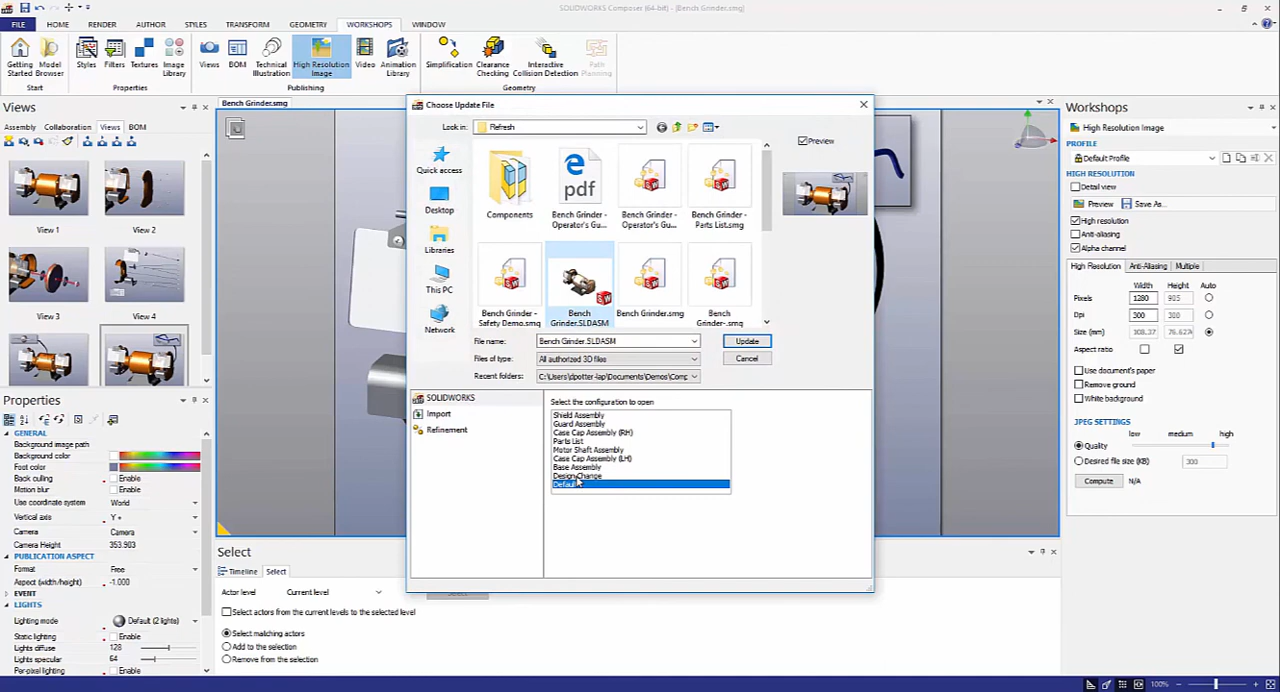 SOLIDWORKS Composer (64-bit) - [Bench Grinder.smg]
FILE HOME RENDER AUTHOR STYLES TRANSFORM GEOMETRY WORKSHOPS WINDOW
Getting Started
Model Browser
Styles
Filters
Textures
Image Library
Views
BOM
Technical Illustration
High Resolution Image
Video
Animation Library
Simplification
Clearance Checking
Interactive Collision Detection
Path Planning
Start
Properties
Publishing
Geometry
Views
Assembly Collaboration Views BOM
View 1
View 2
View 3
View 4
Properties
GENERAL
Background image path
Background color
Foot color
Back culling Enable
Motion blur Enable
Use coordinate system World
Vertical axis Y+
Camera Camera
Camera Height 353.903
PUBLICATION ASPECT
Format Free
Aspect (width/height) -1.000
EVENT
LIGHTS
Lighting mode Default (2 lights)
Static lighting Enable
Lights diffuse 128
Lights specular 64
Per-pixel lighting Enable
Bench Grinder.smg
Choose Update File
Look in: Refresh
Preview
Quick access
Desktop
Libraries
This PC
Network
Components
Bench Grinder - Operator's Gu...
Bench Grinder - Operator's Gu...
Bench Grinder - Parts List.smg
Bench Grinder - Safety Demo.smg
Bench Grinder.SLDASM
Bench Grinder.smg
Bench Grinder-.smg
File name: Bench Grinder.SLDASM Update
Files of type: All authorized 3D files Cancel
Recent folders: C:\Users\dpotter-lap\Documents\Demos\Comp
SOLIDWORKS
Import
Refinement
Select the configuration to open
Shield Assembly
Guard Assembly
Case Cap Assembly (RH)
Parts List
Motor Shaft Assembly
Case Cap Assembly (LH)
Base Assembly
Design Change
Default
Select
Timeline Select
Actor level Current level Select
Select actors from the current levels to the selected level
Select matching actors
Add to the selection
Remove from the selection
Workshops
High Resolution Image
PROFILE
Default Profile
HIGH RESOLUTION
Detail view
Preview Save As...
High resolution
Anti-aliasing
Alpha channel
High Resolution Anti-Aliasing Multiple
Width Height Auto
Pixels 1280 905
Dpi 300 300
Size (mm) 108.37 76.627
Aspect ratio
Use document's paper
Remove ground
White background
JPEG SETTINGS
low medium high
Quality
Desired file size (KB) 300
Compute N/A
100%